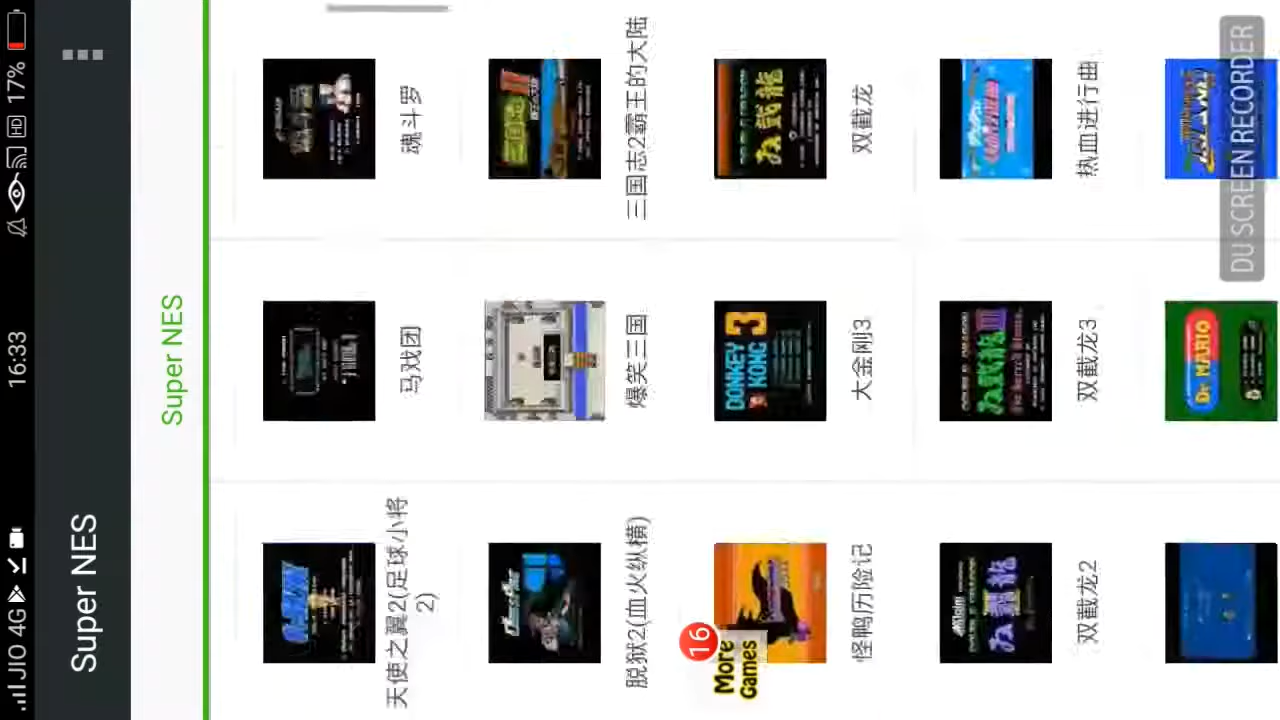 JIO 4G
16:33
HD 17%
Super NES
Super NES
天使之翼2(足球小将
2)
马戏团
魂斗罗
脱狱2(血火纵横)
爆笑三国
三国志2霸王的大陆
怪鸭历险记
DONKEY
KONG 3
大金刚3
双截龙
双截龙2
双截龙3
热血进行曲
Dr. MARIO
16
More
Games
DU SCREEN RECORDER